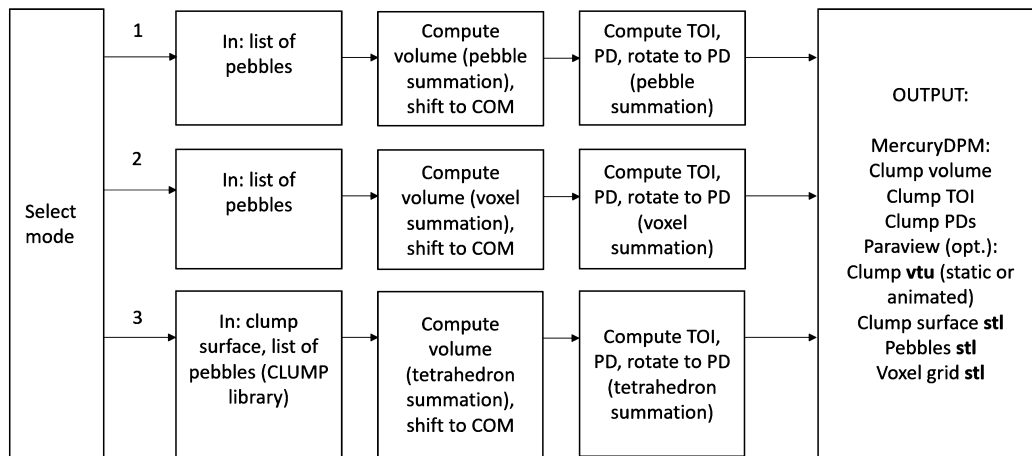 Select
mode
1
In: list of
pebbles
Compute
volume (pebble
summation),
shift to COM
Compute TOI,
PD, rotate to PD
(pebble
summation)
2
In: list of
pebbles
Compute
volume (voxel
summation),
shift to COM
Compute TOI,
PD, rotate to PD
(voxel
summation)
3
In: clump
surface, list of
pebbles (CLUMP
library)
Compute
volume
(tetrahedron
summation),
shift to COM
Compute TOI,
PD, rotate to PD
(tetrahedron
summation)
OUTPUT:
MercuryDPM:
Clump volume
Clump TOI
Clump PDs
Paraview (opt.):
Clump vtu (static or
animated)
Clump surface stl
Pebbles stl
Voxel grid stl